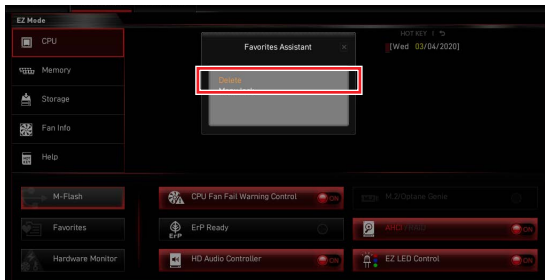 EZ Mode
HOT KEY | ↩
CPU
Favorites Assistant ×
[Wed 03/04/2020]
Memory
Delete
Storage
Fan Info
Help
M-Flash
CPU Fan Fail Warning Control
ON
M.2/Optane Genie
Favorites
ErP Ready
ErP
AHCI / RAID
ON
Hardware Monitor
HD Audio Controller
ON
EZ LED Control
ON